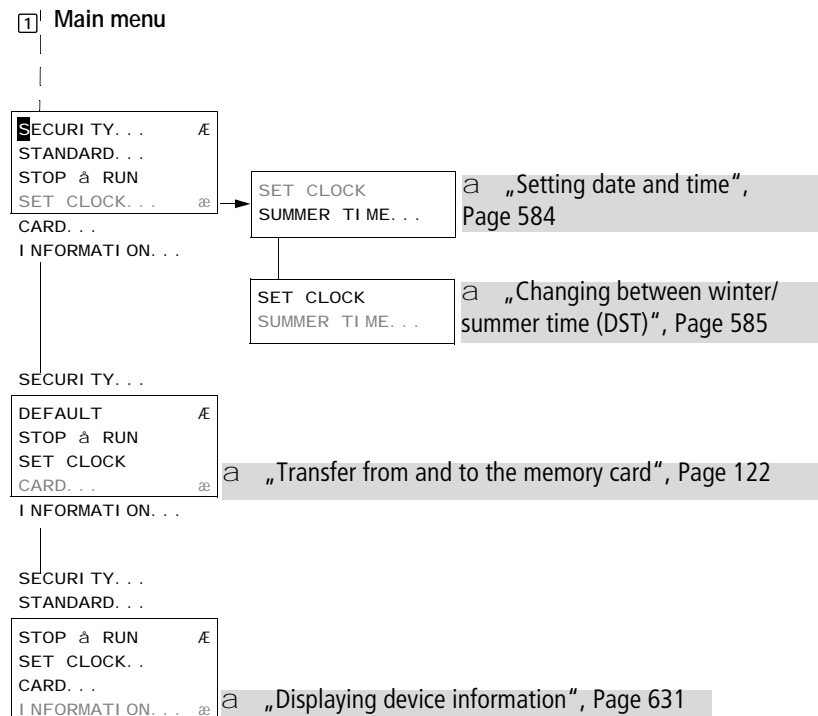 1 Main menu
SECURITY... Æ
STANDARD...
STOP å RUN
SET CLOCK... æ
CARD...
INFORMATION...
SET CLOCK
SUMMER TIME...
a „Setting date and time“,
Page 584
SET CLOCK
SUMMER TIME...
a „Changing between winter/
summer time (DST)“, Page 585
SECURITY...
DEFAULT Æ
STOP å RUN
SET CLOCK
CARD... æ
INFORMATION...
a „Transfer from and to the memory card“, Page 122
SECURITY...
STANDARD...
STOP å RUN Æ
SET CLOCK..
CARD...
INFORMATION... æ
a „Displaying device information“, Page 631